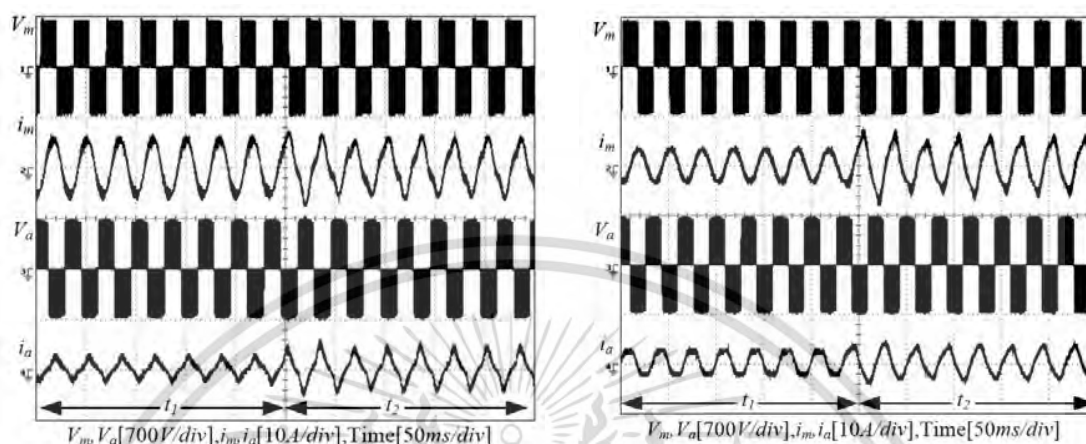 Vm
im
Va
ia
t1
t2
Vm,Va[700V/div],im,ia[10A/div],Time[50ms/div]
Vm
im
Va
ia
t1
t2
Vm,Va[700V/div],im,ia[10A/div],Time[50ms/div]